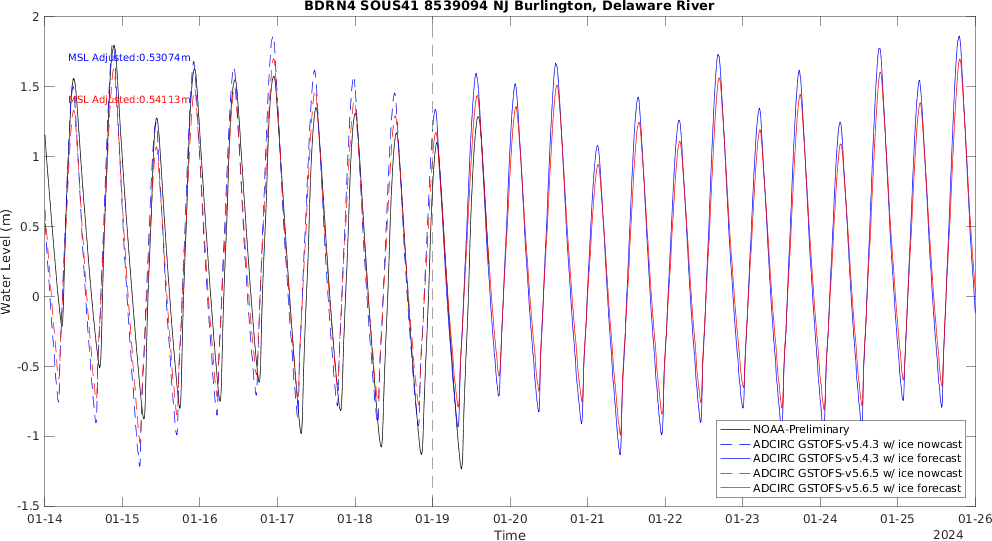 BDRN4 SOUS41 8539094 NJ Burlington, Delaware River
2
1.5
1
0.5
0
-0.5
-1
-1.5
Water Level (m)
MSL Adjusted:0.53074m
MSL Adjusted:0.54113m
NOAA-Preliminary
ADCIRC GSTOFS-v5.4.3 w/ ice nowcast
ADCIRC GSTOFS-v5.4.3 w/ ice forecast
ADCIRC GSTOFS-v5.6.5 w/ ice nowcast
ADCIRC GSTOFS-v5.6.5 w/ ice forecast
01-14 01-15 01-16 01-17 01-18 01-19 01-20 01-21 01-22 01-23 01-24 01-25 01-26
Time
2024